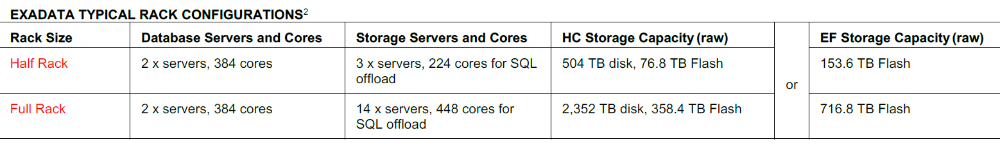 EXADATA TYPICAL RACK CONFIGURATIONS2
Rack Size Database Servers and Cores Storage Servers and Cores HC Storage Capacity (raw) EF Storage Capacity (raw)
Half Rack 2 x servers, 384 cores 3 x servers, 224 cores for SQL 504 TB disk, 76.8 TB Flash 153.6 TB Flash
offload
or
Full Rack 2 x servers, 384 cores 14 x servers, 448 cores for 2,352 TB disk, 358.4 TB Flash 716.8 TB Flash
SQL offload